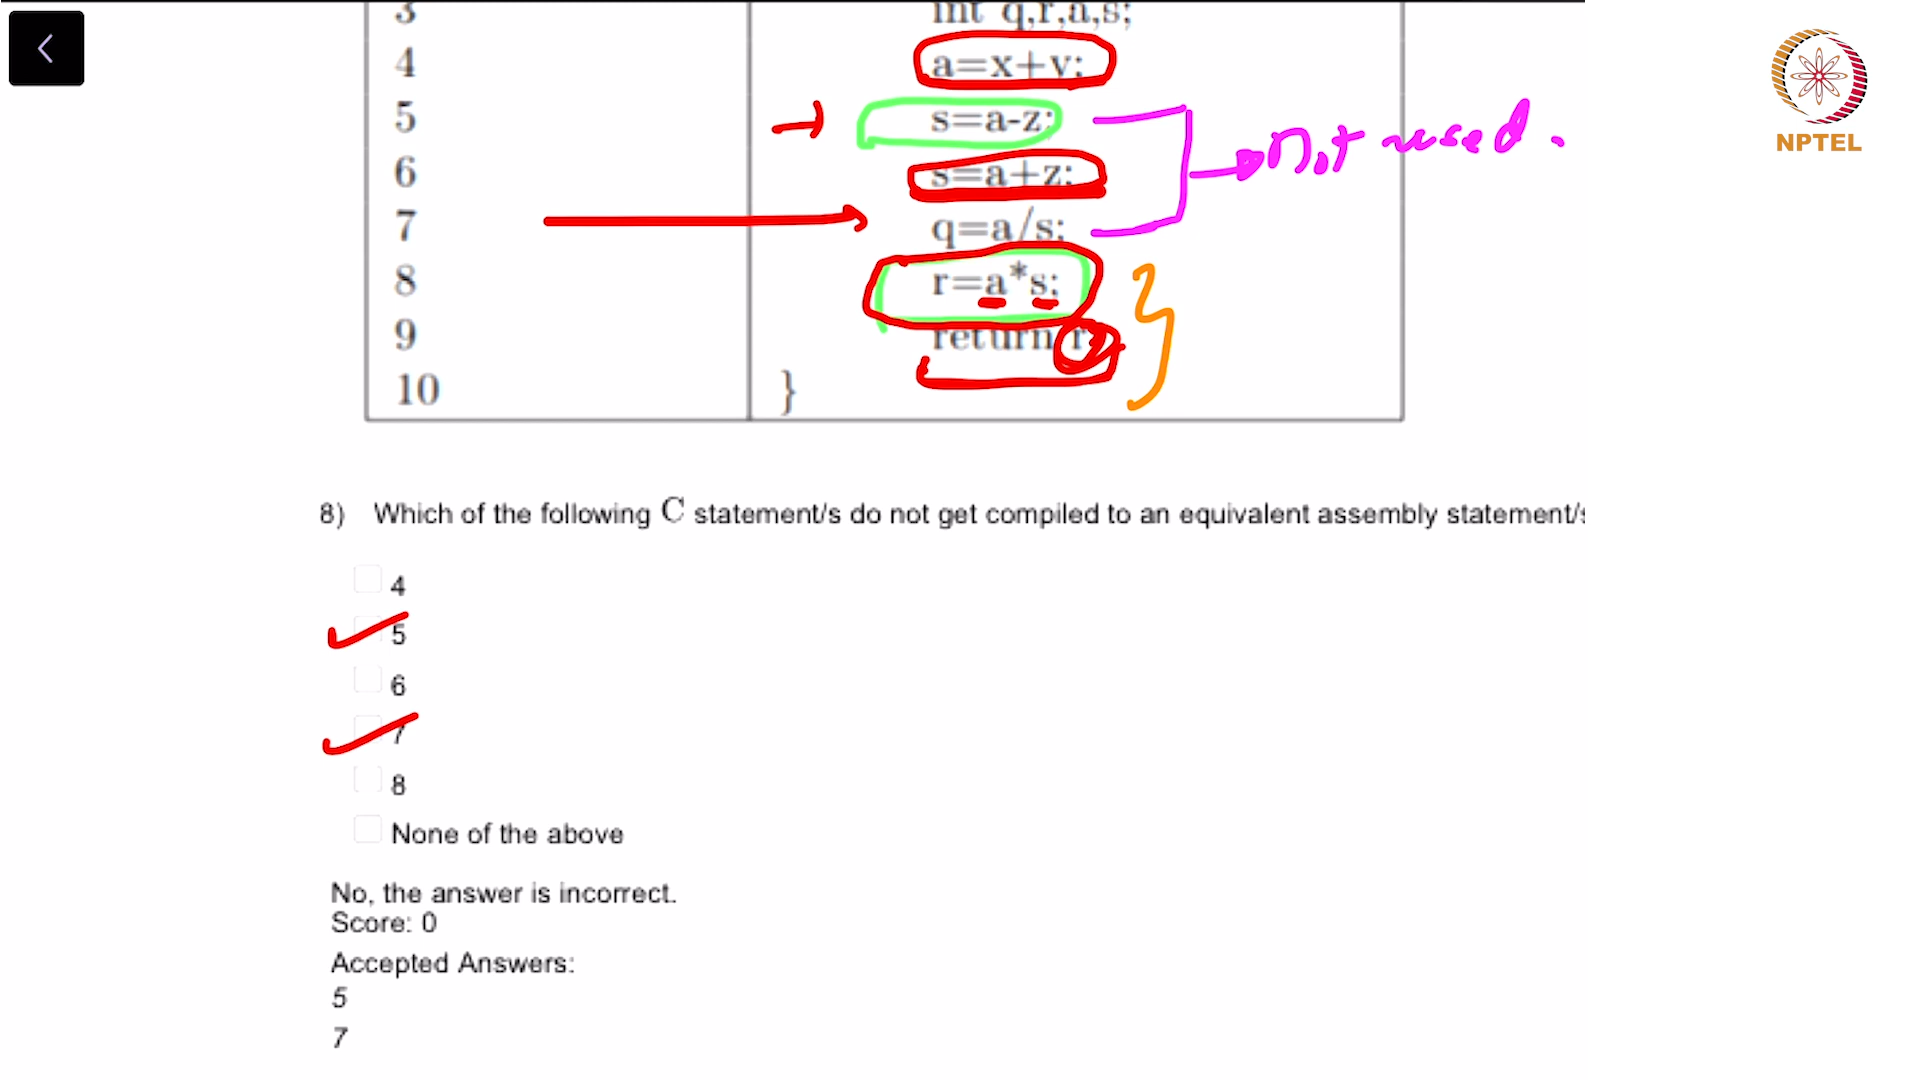 3 int q,r,a,s;
4 a=x+y;
5 s=a-z;
6 s=a+z;
7 q=a/s;
8 r=a*s;
9 return r
10 }
Not used.
NPTEL
8) Which of the following C statement/s do not get compiled to an equivalent assembly statement/s
4
5
6
7
8
None of the above
No, the answer is incorrect.
Score: 0
Accepted Answers:
5
7